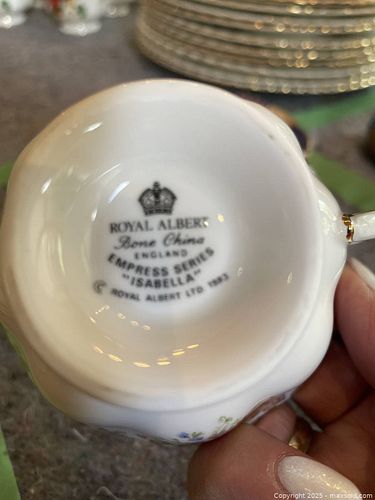 ROYAL ALBERT
Bone China
ENGLAND
EMPRESS SERIES
"ISABELLA"
© ROYAL ALBERT LTD 1983
Copyright © 2025 - maxsold.com